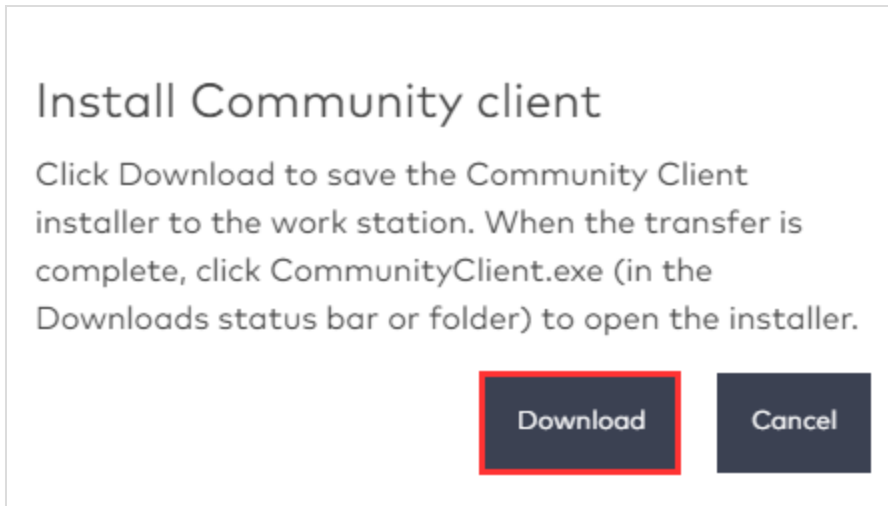 Install Community client
Click Download to save the Community Client
installer to the work station. When the transfer is
complete, click CommunityClient.exe (in the
Downloads status bar or folder) to open the installer.
Download
Cancel